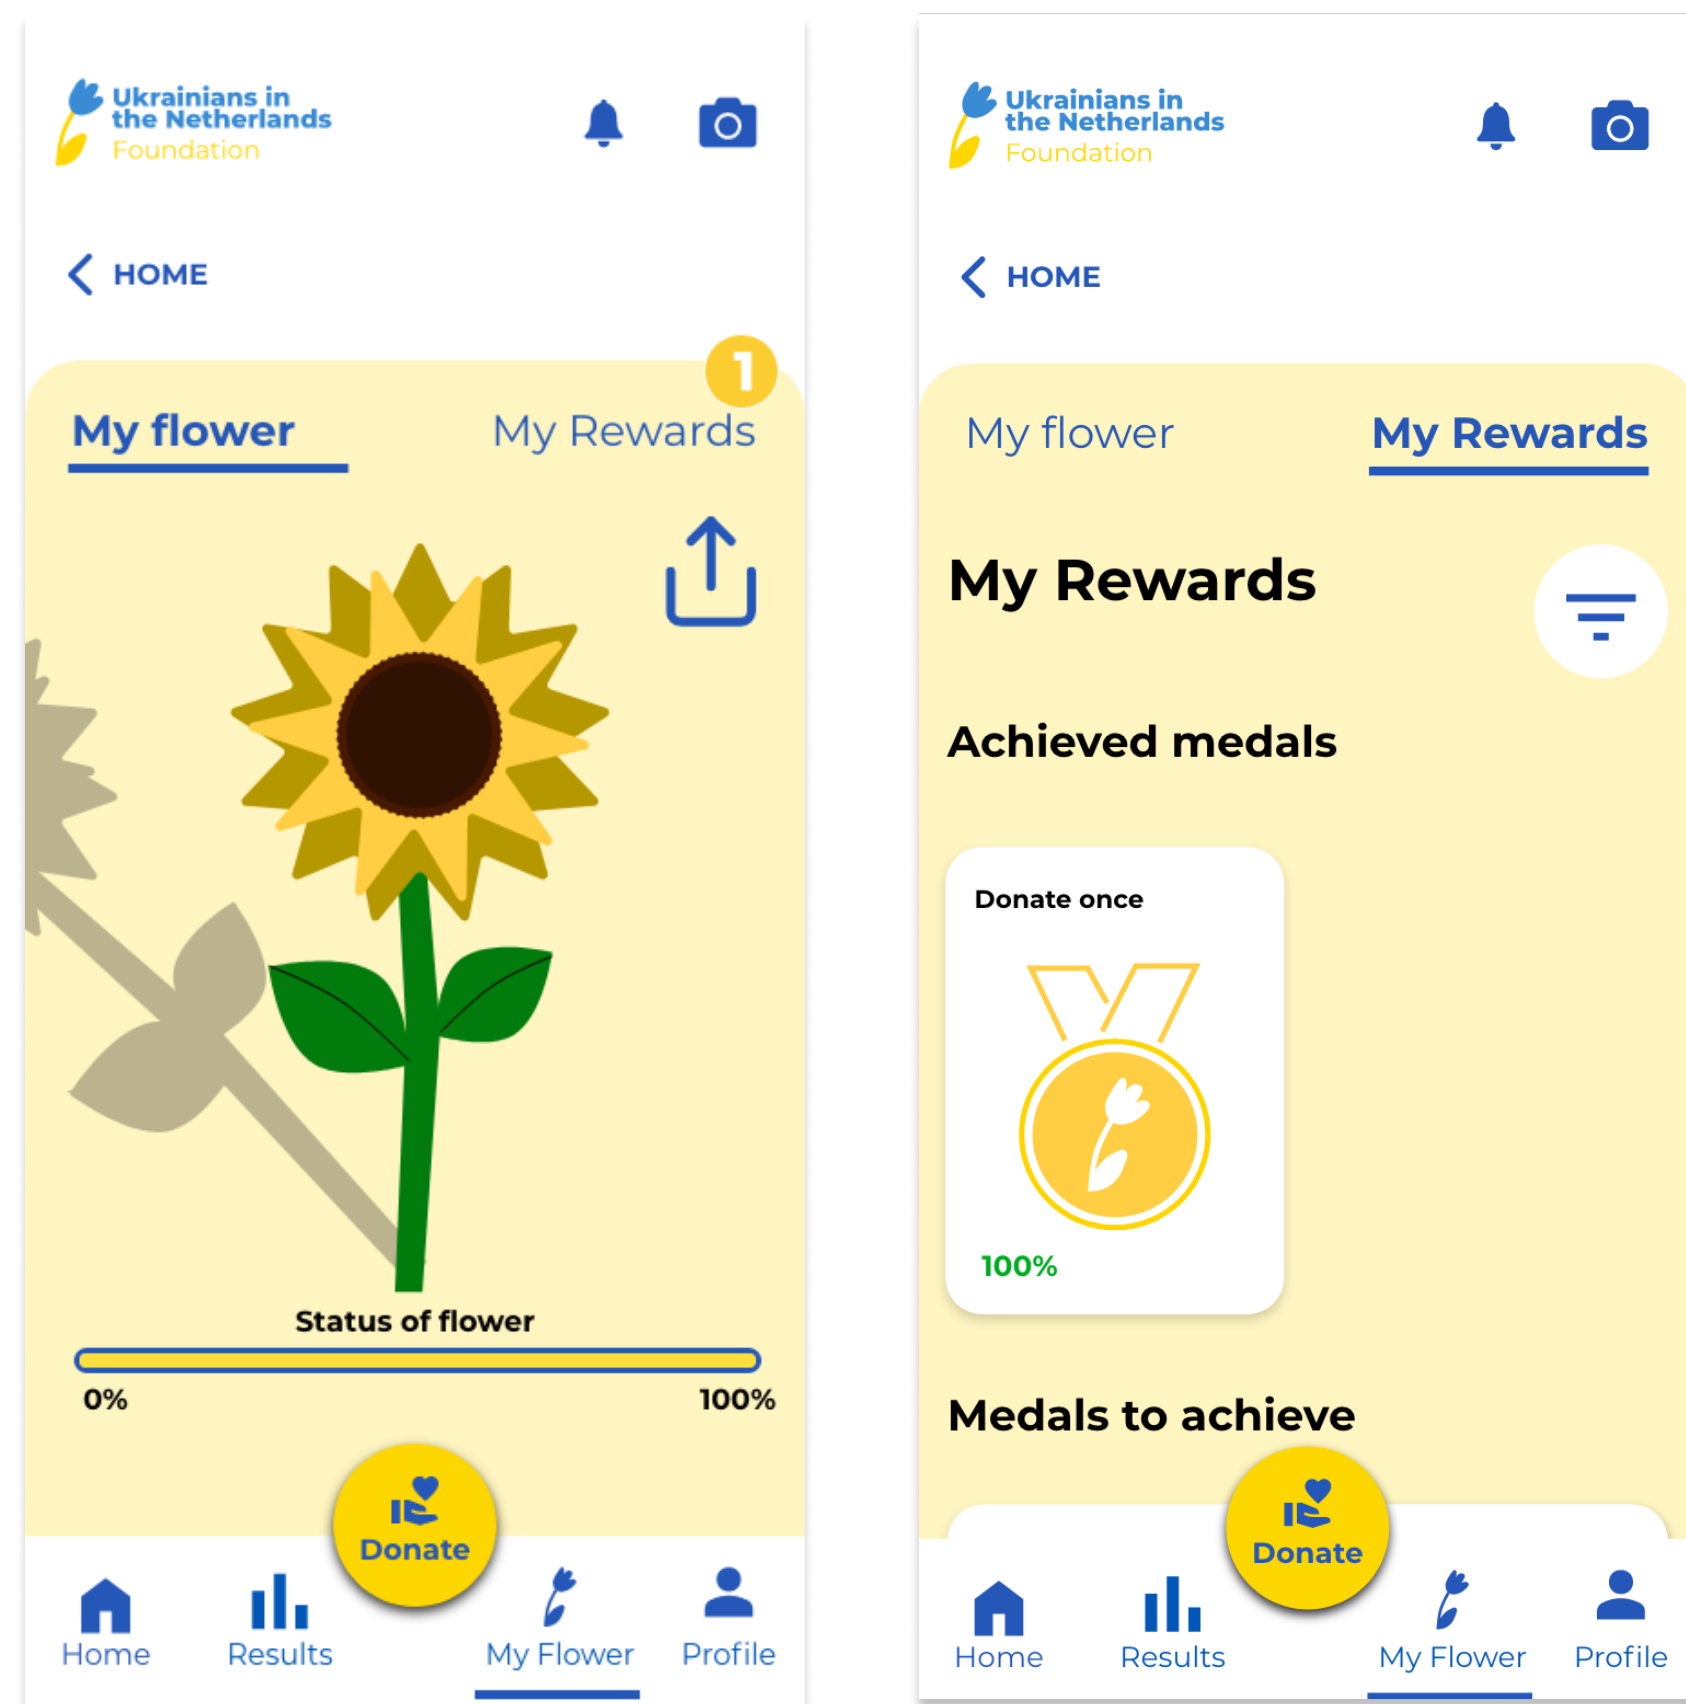 Ukrainians in
the Netherlands
Foundation
HOME
1
My flower
My Rewards
Status of flower
0%
100%
Donate
Home
Results
My Flower
Profile
Ukrainians in
the Netherlands
Foundation
HOME
My flower
My Rewards
My Rewards
Achieved medals
Donate once
100%
Medals to achieve
Donate
Home
Results
My Flower
Profile